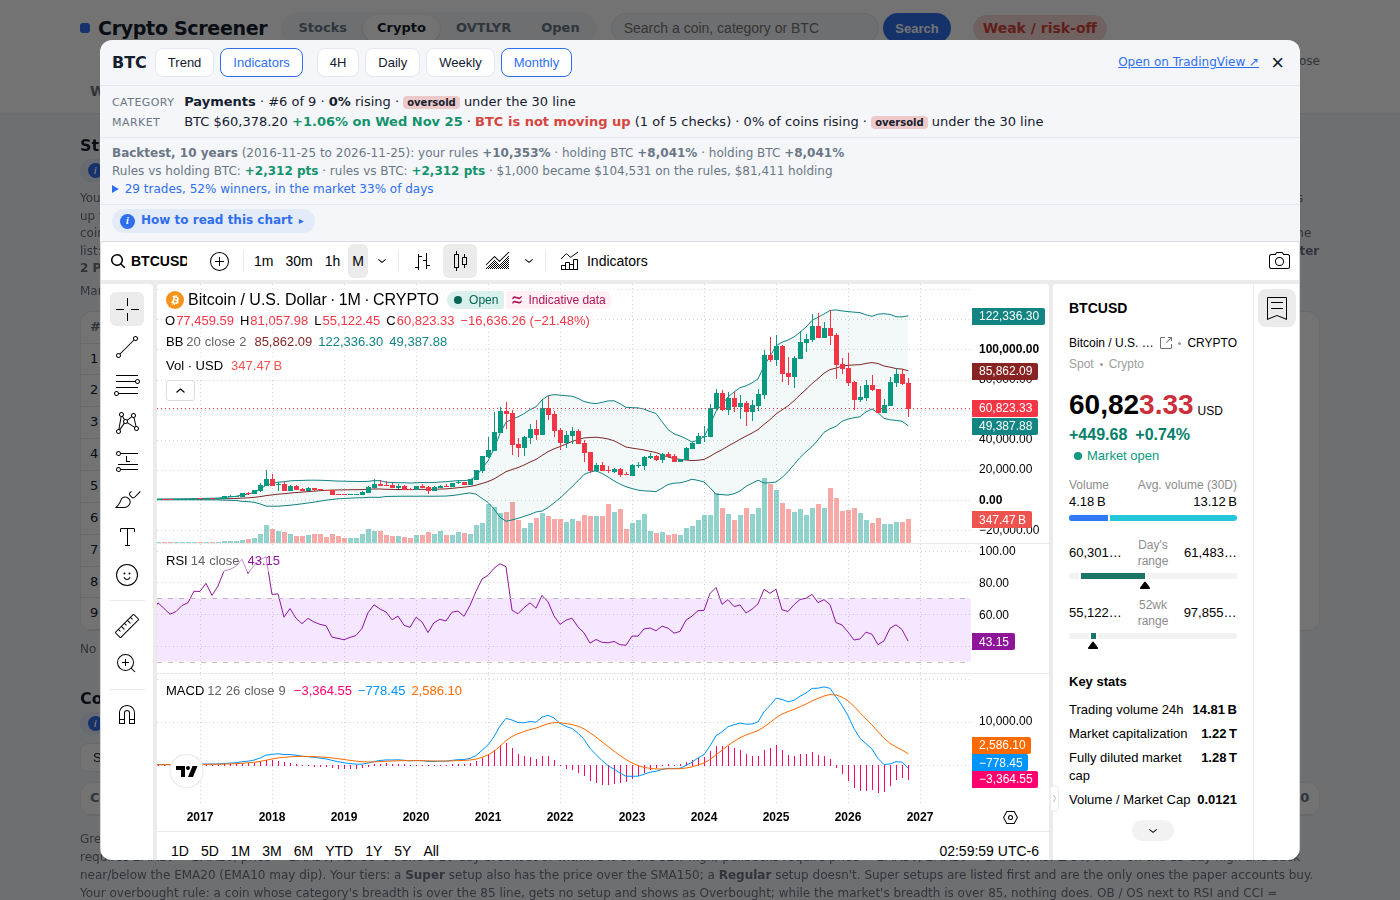 Crypto Screener
Stocks
Crypto
OVTLYR
Open
Search a coin, category or BTC
Search
Weak / risk-off
BTC
Trend
Indicators
4H
Daily
Weekly
Monthly
Open on TradingView ↗
✕
CATEGORY Payments · #6 of 9 · 0% rising · oversold under the 30 line
MARKET BTC $60,378.20 +1.06% on Wed Nov 25 · BTC is not moving up (1 of 5 checks) · 0% of coins rising · oversold under the 30 line
Backtest, 10 years (2016-11-25 to 2026-11-25): your rules +10,353% · holding BTC +8,041% · holding BTC +8,041%
Rules vs holding BTC: +2,312 pts · rules vs BTC: +2,312 pts · $1,000 became $104,531 on the rules, $81,411 holding
▶ 29 trades, 52% winners, in the market 33% of days
i How to read this chart ▸
BTCUSD
1m
30m
1h
M
Indicators
Bitcoin / U.S. Dollar · 1M · CRYPTO
Open
Indicative data
O77,459.59 H81,057.98 L55,122.45 C60,823.33 −16,636.26 (−21.48%)
BB 20 close 2 85,862.09 122,336.30 49,387.88
Vol · USD 347.47 B
122,336.30
100,000.00
85,862.09
80,000.00
60,823.33
49,387.88
40,000.00
20,000.00
0.00
347.47 B
−20,000.00
RSI 14 close 43.15
100.00
80.00
60.00
43.15
MACD 12 26 close 9 −3,364.55 −778.45 2,586.10
10,000.00
2,586.10
−778.45
−3,364.55
2017
2018
2019
2020
2021
2022
2023
2024
2025
2026
2027
1D
5D
1M
3M
6M
YTD
1Y
5Y
All
02:59:59 UTC-6
BTCUSD
Bitcoin / U.S. … • CRYPTO
Spot • Crypto
60,823.33 USD
+449.68 +0.74%
Market open
Volume
Avg. volume (30D)
4.18 B
13.12 B
60,301…
Day's range
61,483…
55,122…
52wk range
97,855…
Key stats
Trading volume 24h 14.81 B
Market capitalization 1.22 T
Fully diluted market cap 1.28 T
Volume / Market Cap 0.0121
#
1
2
3
4
5
6
7
8
9
near/below the EMA20 (EMA10 may dip). Your tiers: a Super setup also has the price over the SMA150; a Regular setup doesn't. Super setups are listed first and are the only ones the paper accounts buy.
Your overbought rule: a coin whose category's breadth is over the 85 line, gets no setup and shows as Overbought; while the market's breadth is over 85, nothing does. OB / OS next to RSI and CCI =